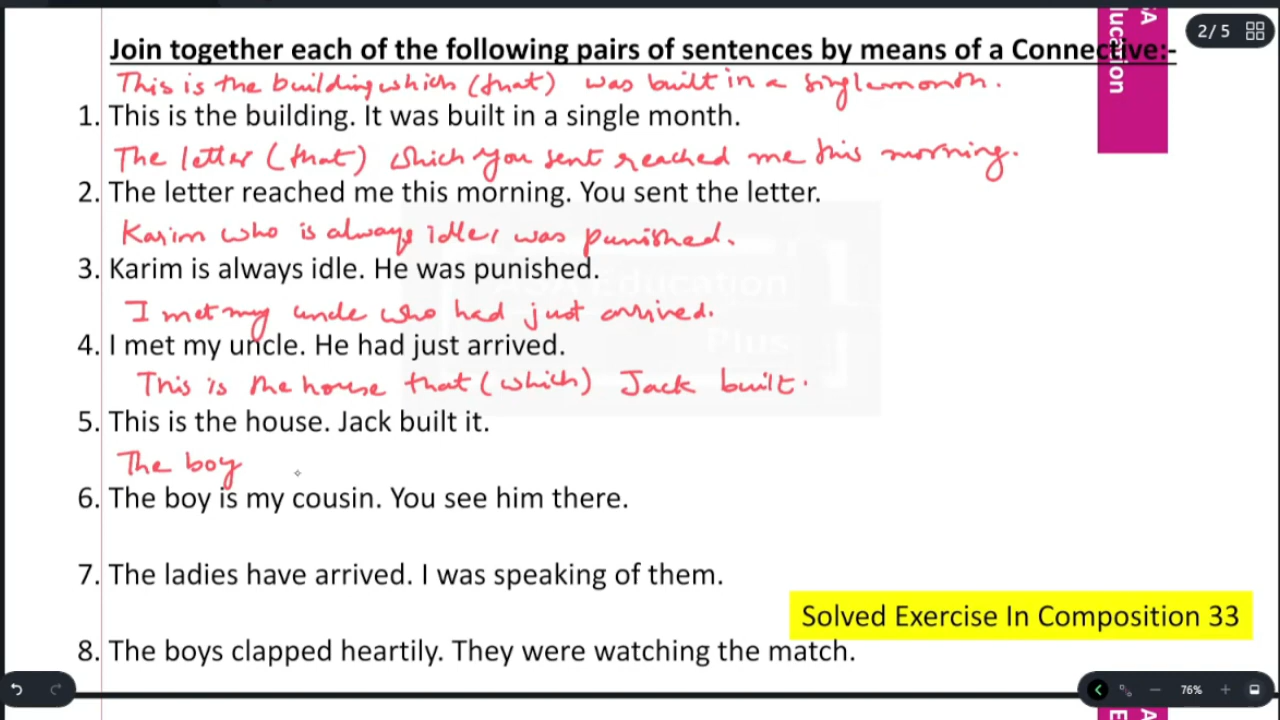 2/5
SA
lucation
Join together each of the following pairs of sentences by means of a Connective:-
This is the building which (that) was built in a single month.
1. This is the building. It was built in a single month.
The letter (that) which you sent reached me this morning.
2. The letter reached me this morning. You sent the letter.
Karim who is always idle, was punished.
3. Karim is always idle. He was punished.
ASA Education
I met my uncle who had just arrived.
Plus
4. I met my uncle. He had just arrived.
This is the house that (which) Jack built.
5. This is the house. Jack built it.
The boy
6. The boy is my cousin. You see him there.
7. The ladies have arrived. I was speaking of them.
Solved Exercise In Composition 33
8. The boys clapped heartily. They were watching the match.
76%